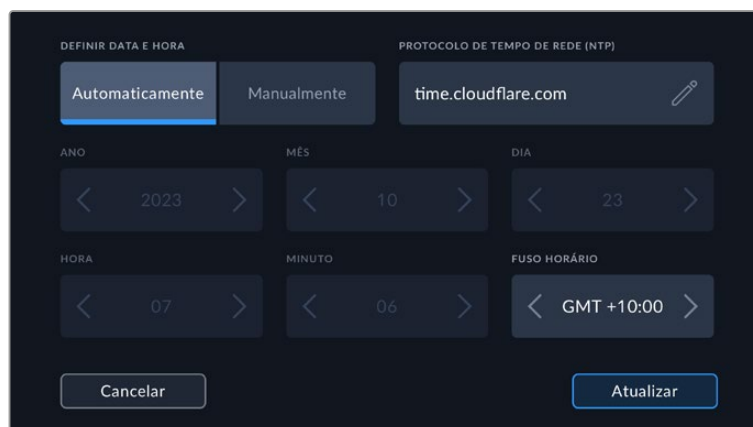 DEFINIR DATA E HORA
PROTOCOLO DE TEMPO DE REDE (NTP)
Automaticamente
Manualmente
time.cloudflare.com
ANO
MÊS
DIA
2023
10
23
HORA
MINUTO
FUSO HORÁRIO
07
06
GMT +10:00
Cancelar
Atualizar